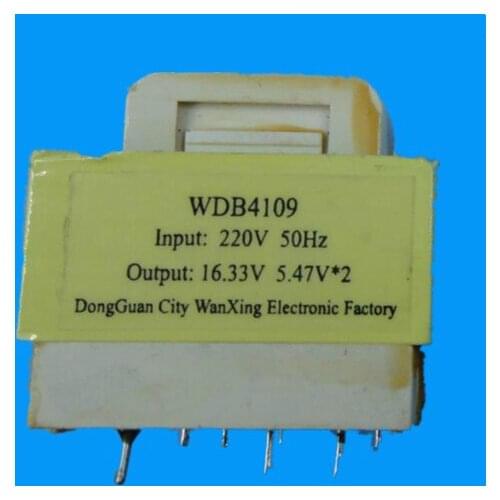 WDB4109
Input: 220V 50Hz
Output: 16.33V 5.47V*2
DongGuan City WanXing Electronic Factory